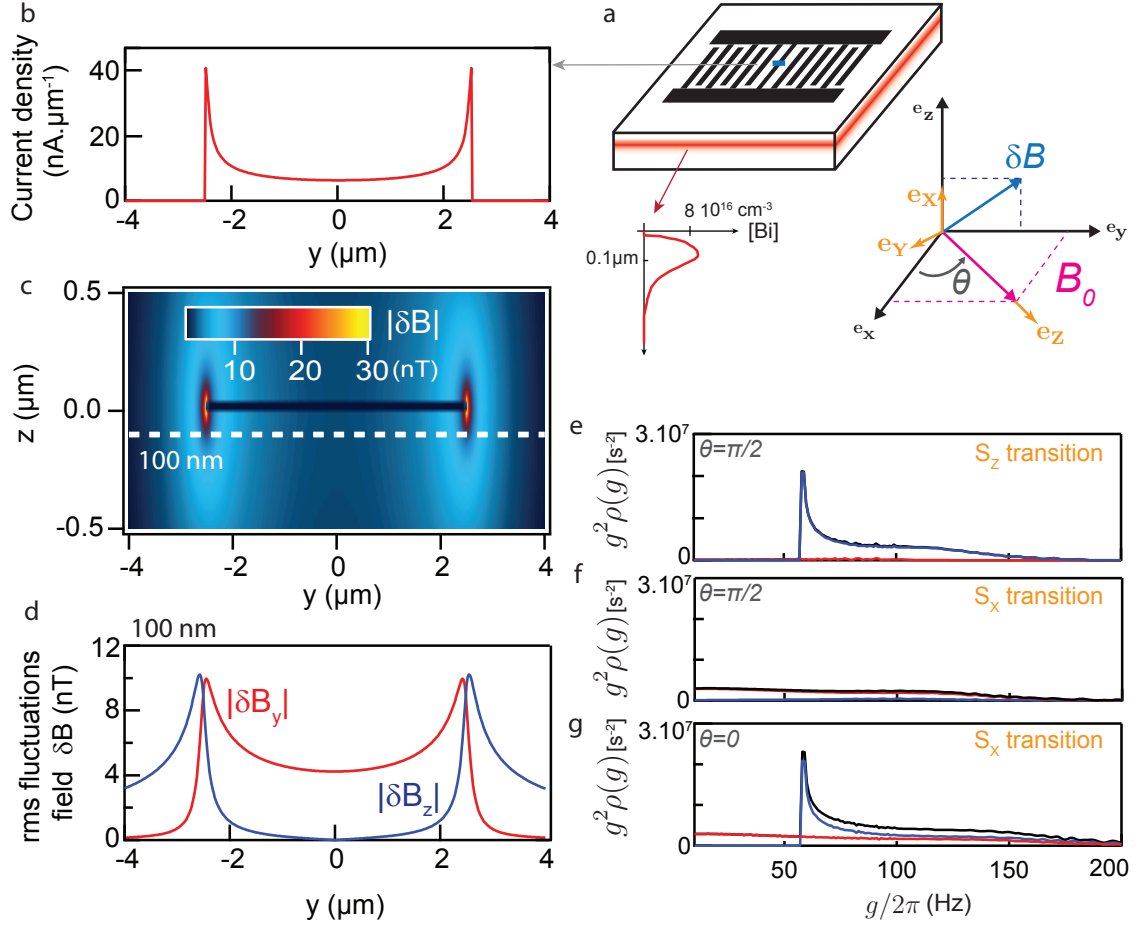 b
Current density
(nA.μm⁻¹)
40
20
0
-4
-2
0
2
4
y (μm)
a
8 10¹⁶ cm⁻³
[Bi]
0.1μm
e_z
δB
e_X
e_Y
e_y
θ
B₀
e_x
e_Z
c
0.5
0.0
-0.5
z (μm)
|δB|
10
20
30 (nT)
100 nm
-4
-2
0
2
4
y (μm)
d
100 nm
rms fluctuations
field δB (nT)
12
8
4
0
|δB_y|
|δB_z|
-4
-2
0
2
4
y (μm)
e
3.10⁷
θ=π/2
S_Z transition
g²ρ(g) [s⁻²]
0
f
3.10⁷
θ=π/2
S_X transition
g²ρ(g) [s⁻²]
0
g
3.10⁷
θ=0
S_X transition
g²ρ(g) [s⁻²]
0
50
100
150
200
g/2π (Hz)